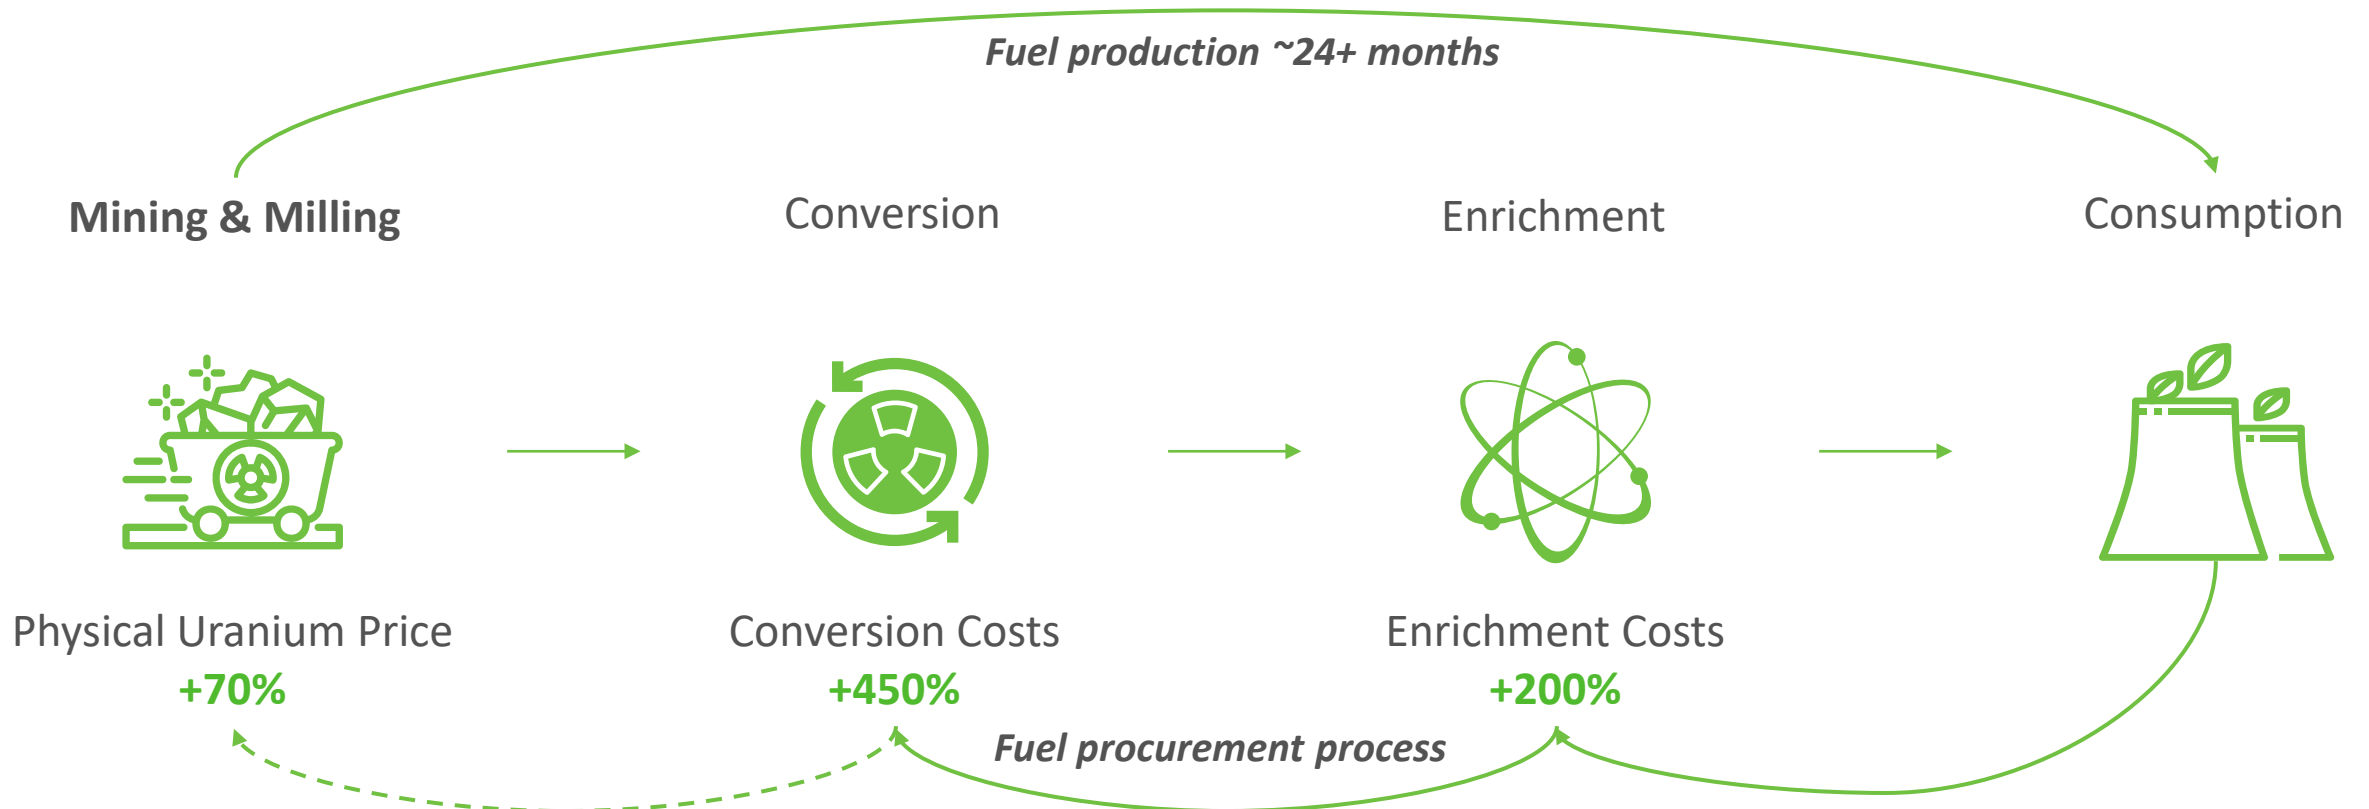 Fuel production ~24+ months
Mining & Milling
Conversion
Enrichment
Consumption
Physical Uranium Price
+70%
Conversion Costs
+450%
Enrichment Costs
+200%
Fuel procurement process